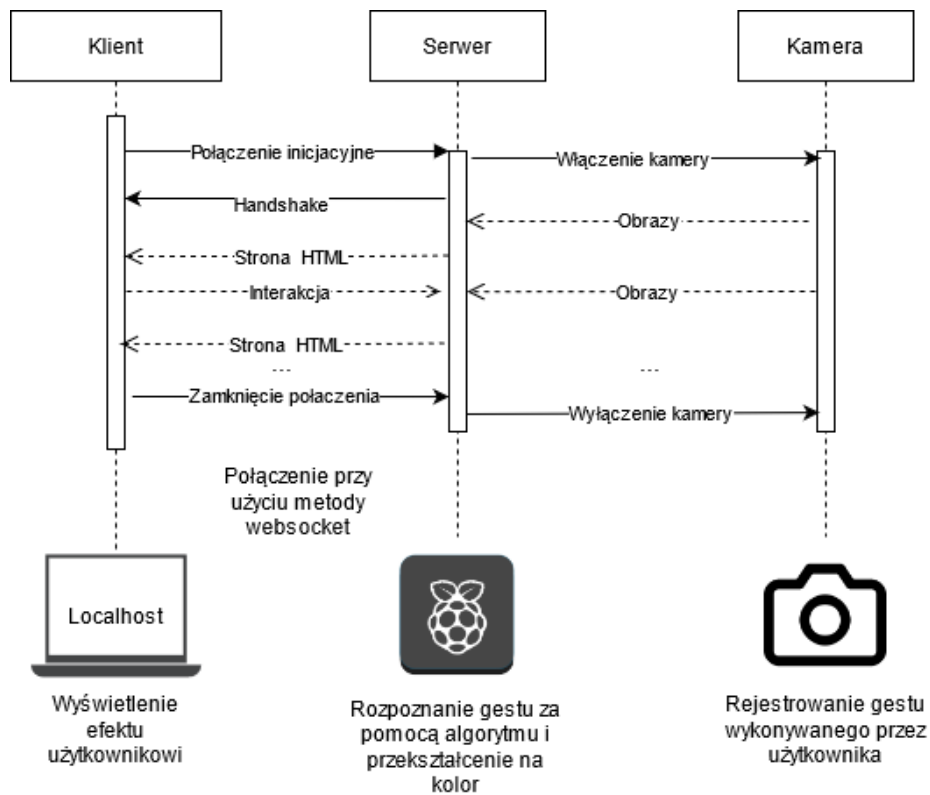 Klient
Serwer
Kamera
Połączenie inicjacyjne
Włączenie kamery
Handshake
Obrazy
Strona HTML
Interakcja
Obrazy
Strona HTML
...
...
Zamknięcie połaczenia
Wyłączenie kamery
Połączenie przy
użyciu metody
websocket
Localhost
Wyświetlenie
efektu
użytkownikowi
Rozpoznanie gestu za
pomocą algorytmu i
przekształcenie na
kolor
Rejestrowanie gestu
wykonywanego przez
użytkownika